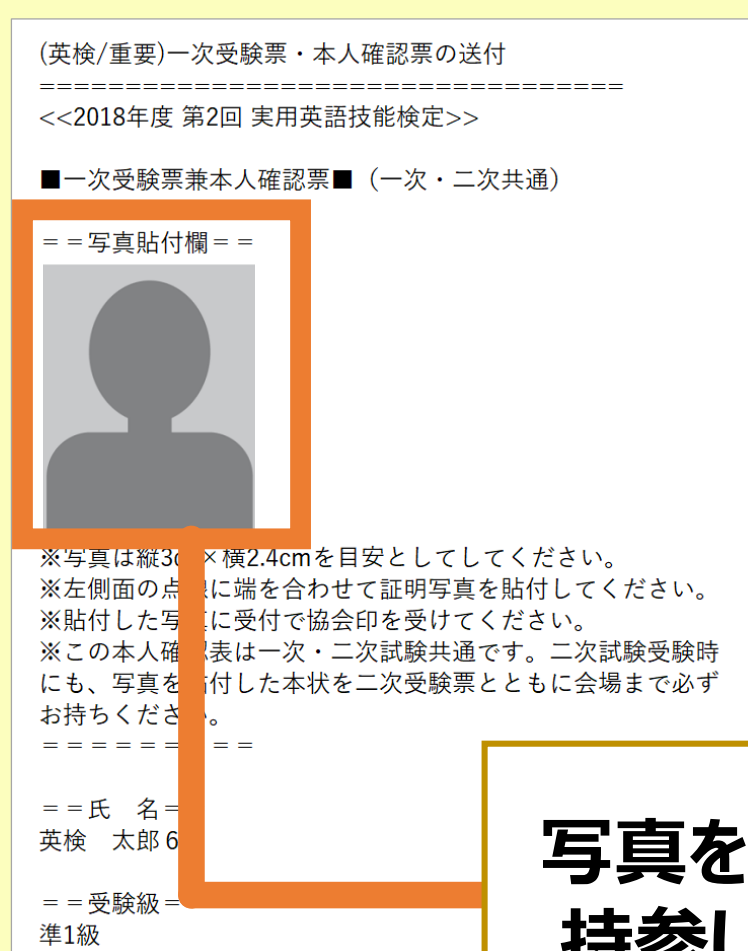 (英検/重要)一次受験票・本人確認票の送付
==================================
<<2018年度 第2回 実用英語技能検定>>
■一次受験票兼本人確認票■（一次・二次共通）
＝＝写真貼付欄＝＝
※写真は縦3c×横2.4cmを目安としてしてください。
※左側面の点に端を合わせて証明写真を貼付してください。
※貼付した写に受付で協会印を受けてください。
※この本人確表は一次・二次試験共通です。二次試験受験時
にも、写真を付した本状を二次受験票とともに会場まで必ず
お持ちくださ。
＝＝＝＝＝＝＝＝
＝＝氏　名＝
英検　太郎6
＝＝受験級＝
準1級
写真を
持参し